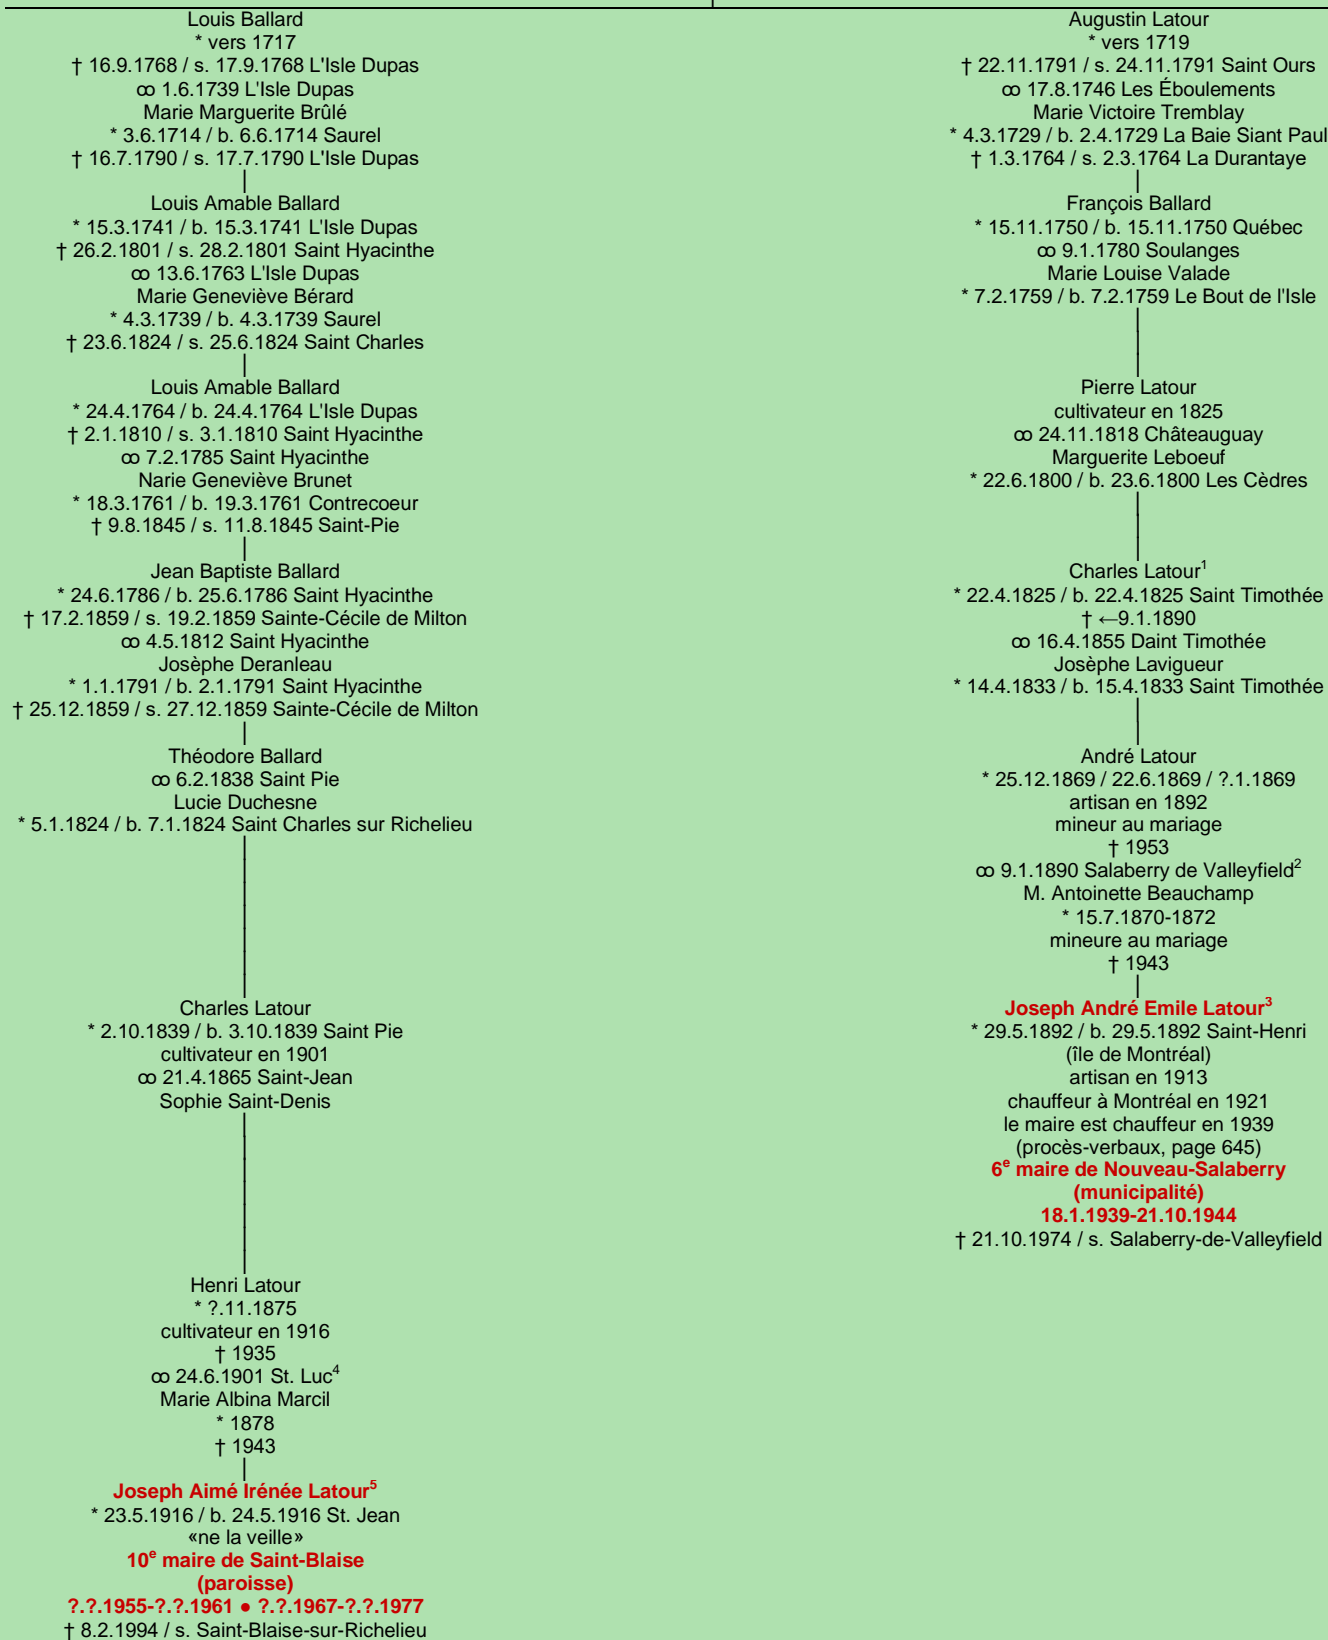 Louis Ballard
* vers 1717
† 16.9.1768 / s. 17.9.1768 L'Isle Dupas
ꝏ 1.6.1739 L'Isle Dupas
Marie Marguerite Brûlé
* 3.6.1714 / b. 6.6.1714 Saurel
† 16.7.1790 / s. 17.7.1790 L'Isle Dupas
Louis Amable Ballard
* 15.3.1741 / b. 15.3.1741 L'Isle Dupas
† 26.2.1801 / s. 28.2.1801 Saint Hyacinthe
ꝏ 13.6.1763 L'Isle Dupas
Marie Geneviève Bérard
* 4.3.1739 / b. 4.3.1739 Saurel
† 23.6.1824 / s. 25.6.1824 Saint Charles
Louis Amable Ballard
* 24.4.1764 / b. 24.4.1764 L'Isle Dupas
† 2.1.1810 / s. 3.1.1810 Saint Hyacinthe
ꝏ 7.2.1785 Saint Hyacinthe
Narie Geneviève Brunet
* 18.3.1761 / b. 19.3.1761 Contrecoeur
† 9.8.1845 / s. 11.8.1845 Saint-Pie
Jean Baptiste Ballard
* 24.6.1786 / b. 25.6.1786 Saint Hyacinthe
† 17.2.1859 / s. 19.2.1859 Sainte-Cécile de Milton
ꝏ 4.5.1812 Saint Hyacinthe
Josèphe Deranleau
* 1.1.1791 / b. 2.1.1791 Saint Hyacinthe
† 25.12.1859 / s. 27.12.1859 Sainte-Cécile de Milton
Théodore Ballard
ꝏ 6.2.1838 Saint Pie
Lucie Duchesne
* 5.1.1824 / b. 7.1.1824 Saint Charles sur Richelieu
Charles Latour
* 2.10.1839 / b. 3.10.1839 Saint Pie
cultivateur en 1901
ꝏ 21.4.1865 Saint-Jean
Sophie Saint-Denis
Henri Latour
* ?.11.1875
cultivateur en 1916
† 1935
ꝏ 24.6.1901 St. Luc4
Marie Albina Marcil
* 1878
† 1943
Joseph Aimé Irénée Latour5
* 23.5.1916 / b. 24.5.1916 St. Jean
«ne la veille»
10e maire de Saint-Blaise
(paroisse)
?.?.1955-?.?.1961 ● ?.?.1967-?.?.1977
† 8.2.1994 / s. Saint-Blaise-sur-Richelieu
Augustin Latour
* vers 1719
† 22.11.1791 / s. 24.11.1791 Saint Ours
ꝏ 17.8.1746 Les Éboulements
Marie Victoire Tremblay
* 4.3.1729 / b. 2.4.1729 La Baie Siant Paul
† 1.3.1764 / s. 2.3.1764 La Durantaye
François Ballard
* 15.11.1750 / b. 15.11.1750 Québec
ꝏ 9.1.1780 Soulanges
Marie Louise Valade
* 7.2.1759 / b. 7.2.1759 Le Bout de l'Isle
Pierre Latour
cultivateur en 1825
ꝏ 24.11.1818 Châteauguay
Marguerite Leboeuf
* 22.6.1800 / b. 23.6.1800 Les Cèdres
Charles Latour1
* 22.4.1825 / b. 22.4.1825 Saint Timothée
† ←9.1.1890
ꝏ 16.4.1855 Daint Timothée
Josèphe Lavigueur
* 14.4.1833 / b. 15.4.1833 Saint Timothée
André Latour
* 25.12.1869 / 22.6.1869 / ?.1.1869
artisan en 1892
mineur au mariage
† 1953
ꝏ 9.1.1890 Salaberry de Valleyfield2
M. Antoinette Beauchamp
* 15.7.1870-1872
mineure au mariage
† 1943
Joseph André Emile Latour3
* 29.5.1892 / b. 29.5.1892 Saint-Henri
(île de Montréal)
artisan en 1913
chauffeur à Montréal en 1921
le maire est chauffeur en 1939
(procès-verbaux, page 645)
6e maire de Nouveau-Salaberry
(municipalité)
18.1.1939-21.10.1944
† 21.10.1974 / s. Salaberry-de-Valleyfield